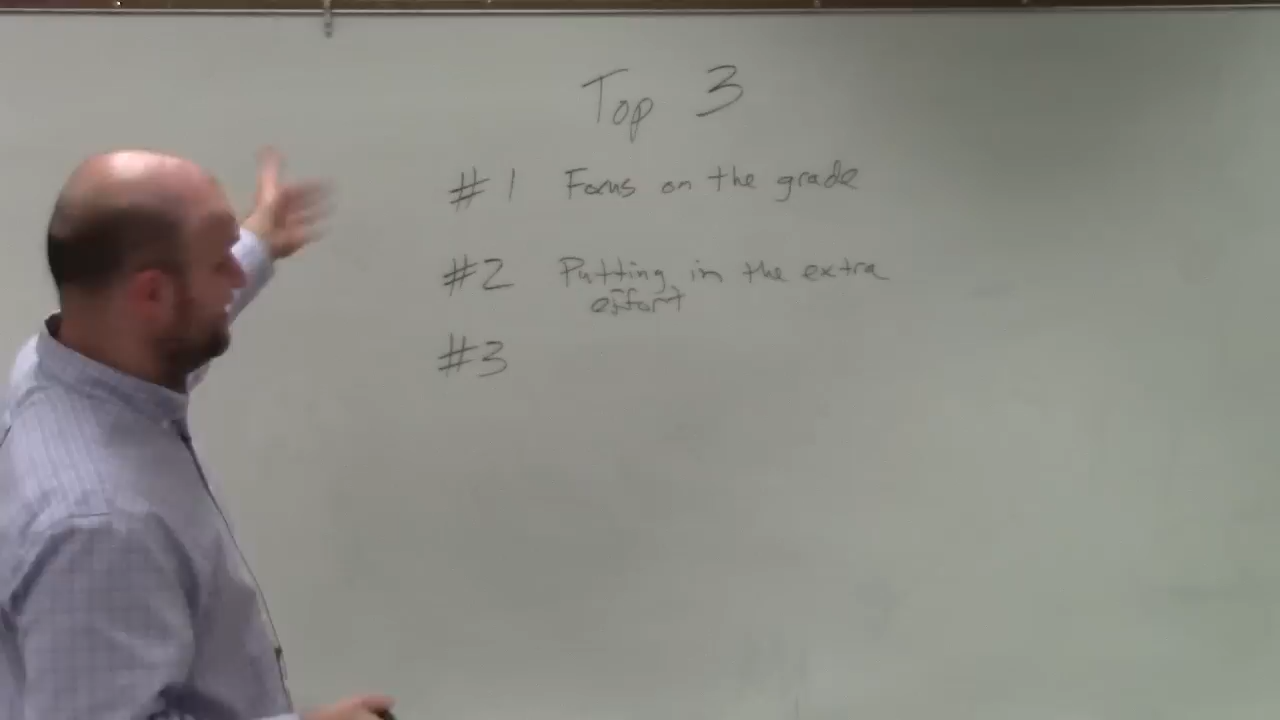 Top 3
#1 Focus on the grade
#2 Putting in the extra
effort
#3